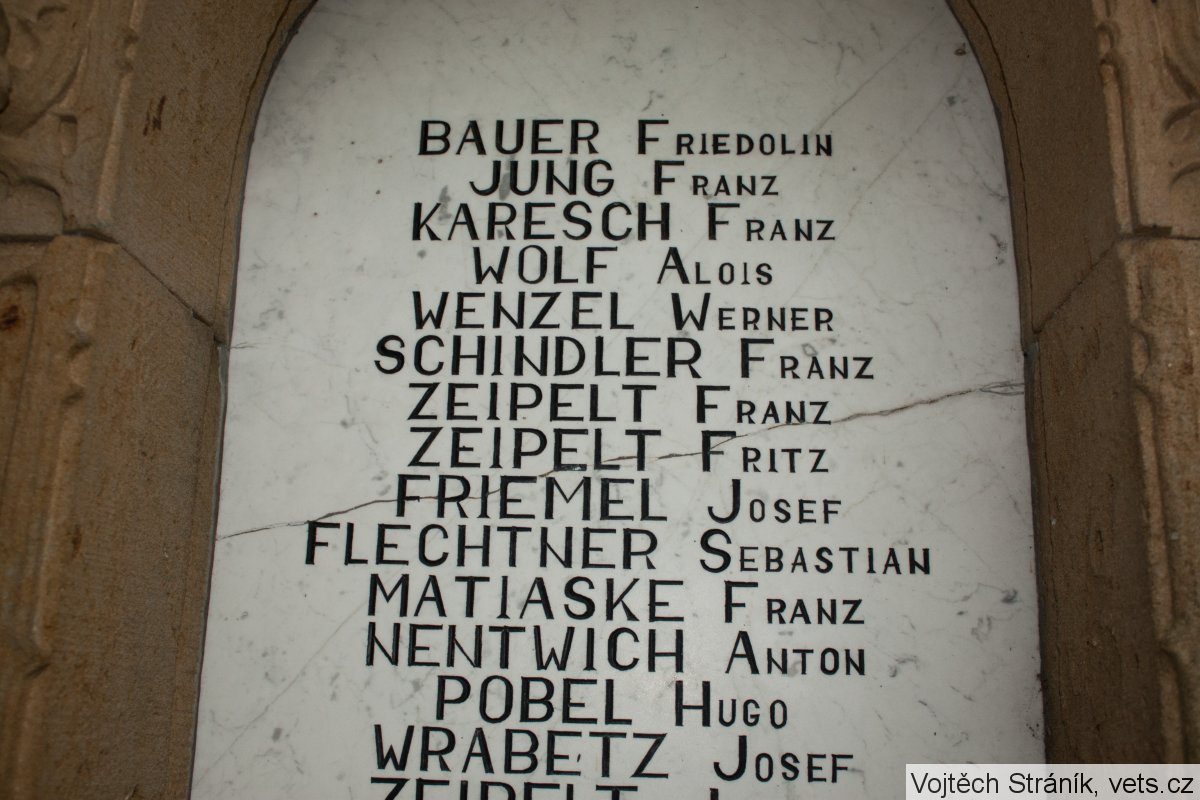 BAUER FRIEDOLIN
JUNG FRANZ
KARESCH FRANZ
WOLF ALOIS
WENZEL WERNER
SCHINDLER FRANZ
ZEIPELT FRANZ
ZEIPELT FRITZ
FRIEMEL JOSEF
FLECHTNER SEBASTIAN
MATIASKE FRANZ
NENTWICH ANTON
POBEL HUGO
WRABETZ JOSEF
ZEIPELT
Vojtěch Stráník, vets.cz